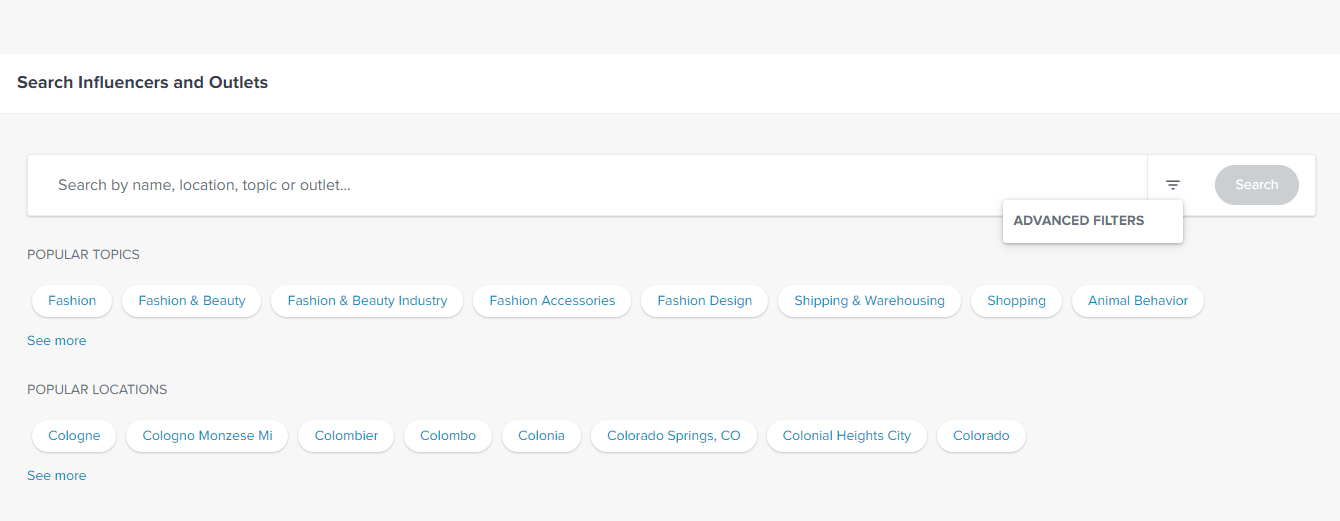 Search Influencers and Outlets
Search by name, location, topic or outlet...
Search
ADVANCED FILTERS
POPULAR TOPICS
Fashion Fashion & Beauty Fashion & Beauty Industry Fashion Accessories Fashion Design Shipping & Warehousing Shopping Animal Behavior
See more
POPULAR LOCATIONS
Cologne Cologno Monzese Mi Colombier Colombo Colonia Colorado Springs, CO Colonial Heights City Colorado
See more